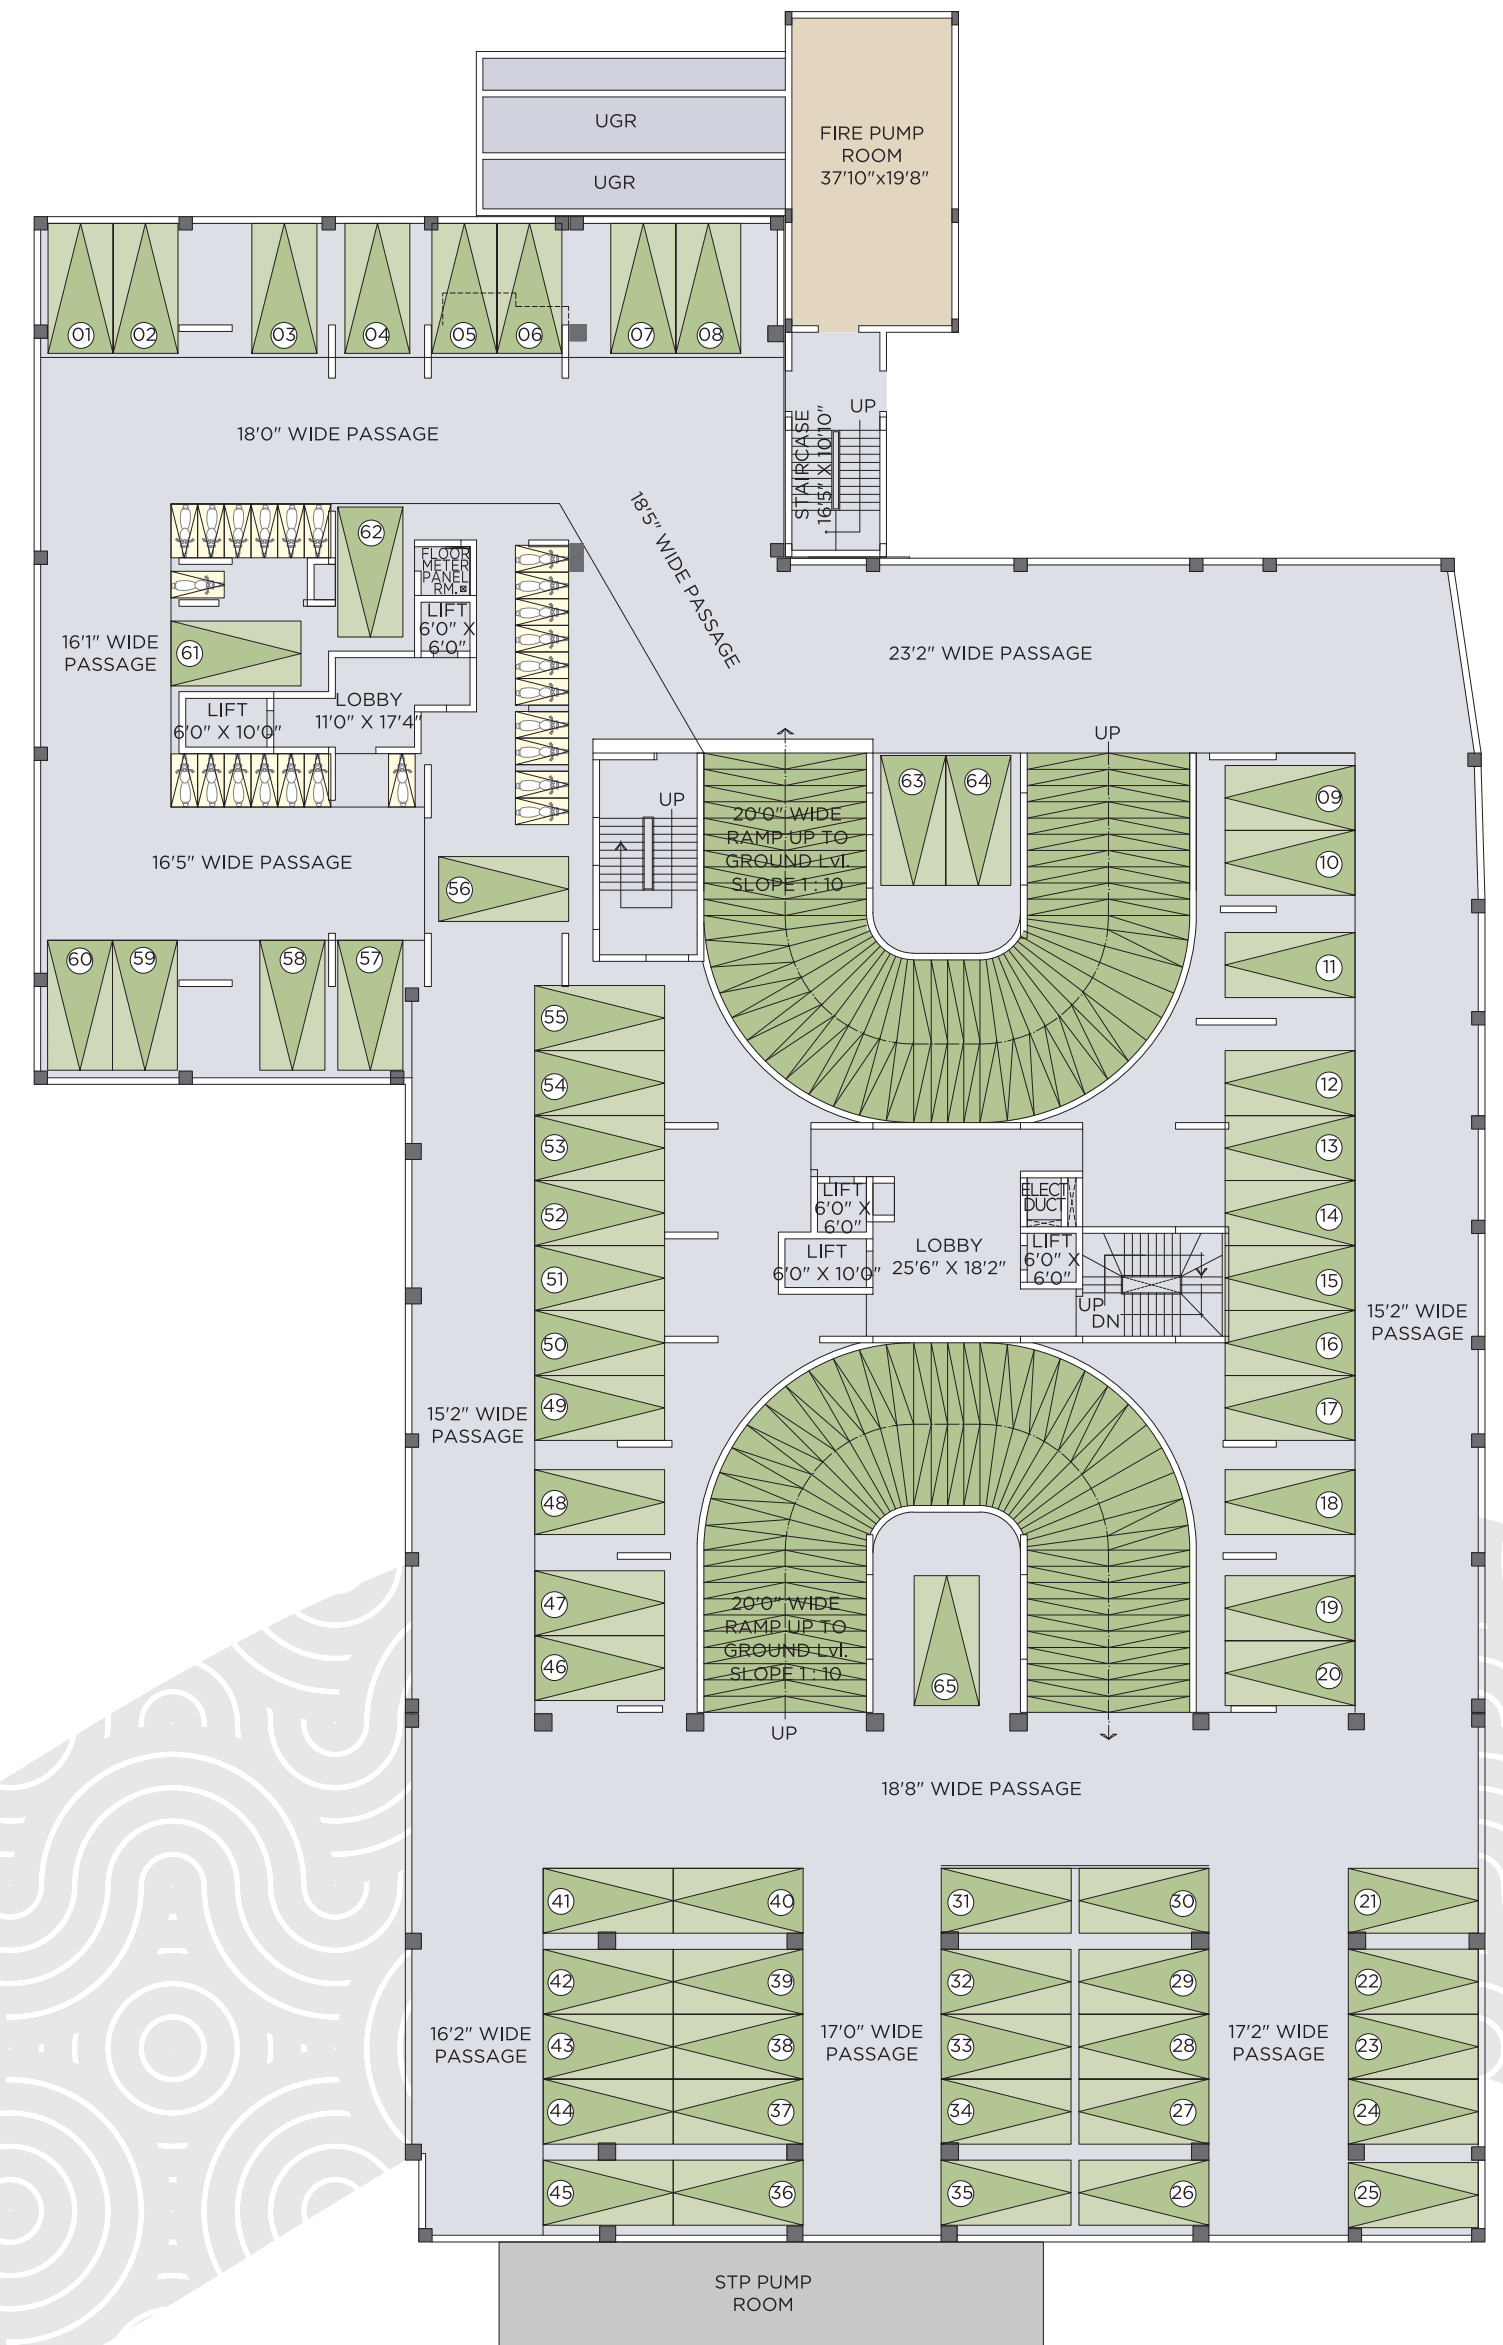 UGR
UGR
FIRE PUMP
ROOM
37'10"x19'8"
01
02
03
04
05
06
07
08
18'0" WIDE PASSAGE
STAIRCASE
16'5" X 10'10"
UP
18'5" WIDE PASSAGE
62
FLOOR
METER
PANEL
RM.
LIFT
6'0" X
6'0"
16'1" WIDE
PASSAGE
61
23'2" WIDE PASSAGE
LOBBY
11'0" X 17'4"
LIFT
6'0" X 10'0"
UP
UP
63
64
09
20'0" WIDE
RAMP UP TO
GROUND Lvl.
SLOPE 1 : 10
10
16'5" WIDE PASSAGE
56
60
59
58
57
11
55
54
12
53
13
52
14
LIFT
6'0" X
6'0"
ELECT
DUCT
LIFT
6'0" X 10'0"
LOBBY
25'6" X 18'2"
LIFT
6'0" X
6'0"
51
15
UP
DN
15'2" WIDE
PASSAGE
50
16
49
17
15'2" WIDE
PASSAGE
48
18
47
19
20'0" WIDE
RAMP UP TO
GROUND Lvl.
SLOPE 1 : 10
46
20
65
UP
18'8" WIDE PASSAGE
41
40
31
30
21
42
39
32
29
22
16'2" WIDE
PASSAGE
43
38
17'0" WIDE
PASSAGE
33
28
17'2" WIDE
PASSAGE
23
44
37
34
27
24
45
36
35
26
25
STP PUMP
ROOM